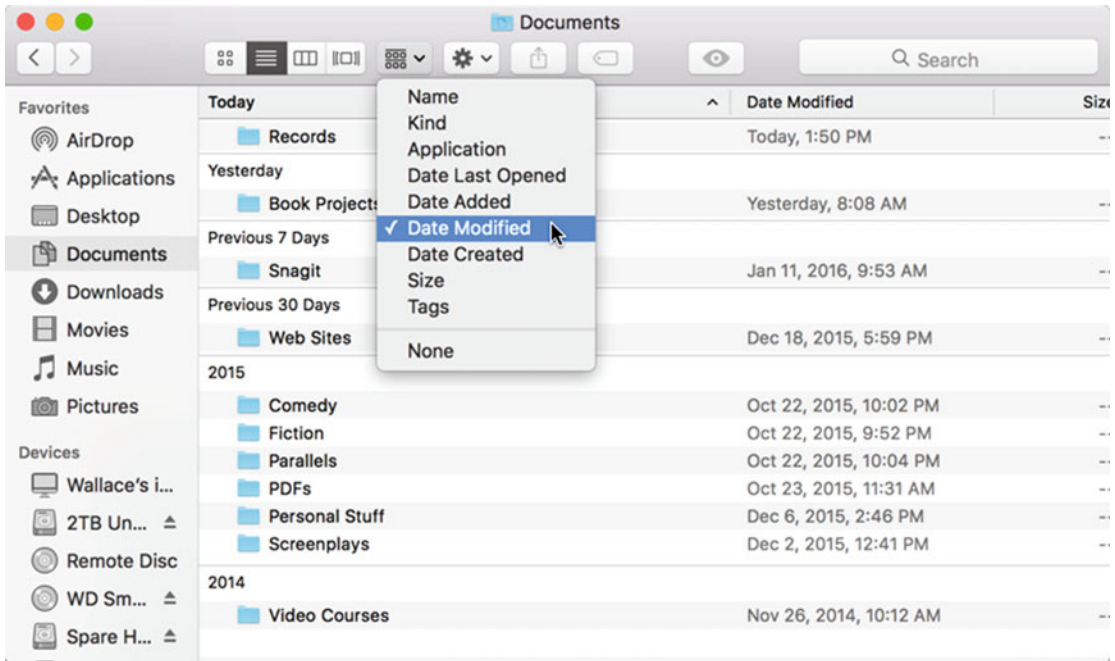 Documents
Search
Favorites
AirDrop
Applications
Desktop
Documents
Downloads
Movies
Music
Pictures
Devices
Wallace's i...
2TB Un...
Remote Disc
WD Sm...
Spare H...
Today Date Modified Size
Records Today, 1:50 PM --
Yesterday
Book Projects Yesterday, 8:08 AM --
Previous 7 Days
Snagit Jan 11, 2016, 9:53 AM --
Previous 30 Days
Web Sites Dec 18, 2015, 5:59 PM --
2015
Comedy Oct 22, 2015, 10:02 PM --
Fiction Oct 22, 2015, 9:52 PM --
Parallels Oct 22, 2015, 10:04 PM --
PDFs Oct 23, 2015, 11:31 AM --
Personal Stuff Dec 6, 2015, 2:46 PM --
Screenplays Dec 2, 2015, 12:41 PM --
2014
Video Courses Nov 26, 2014, 10:12 AM --
Name
Kind
Application
Date Last Opened
Date Added
✓ Date Modified
Date Created
Size
Tags
None